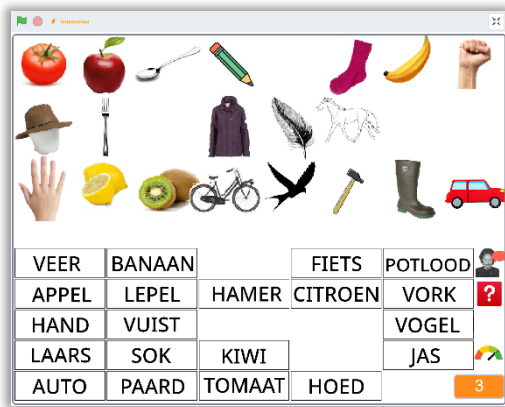 VEER BANAAN FIETS POTLOOD
APPEL LEPEL HAMER CITROEN VORK ?
HAND VUIST VOGEL
LAARS SOK KIWI JAS
AUTO PAARD TOMAAT HOED 3